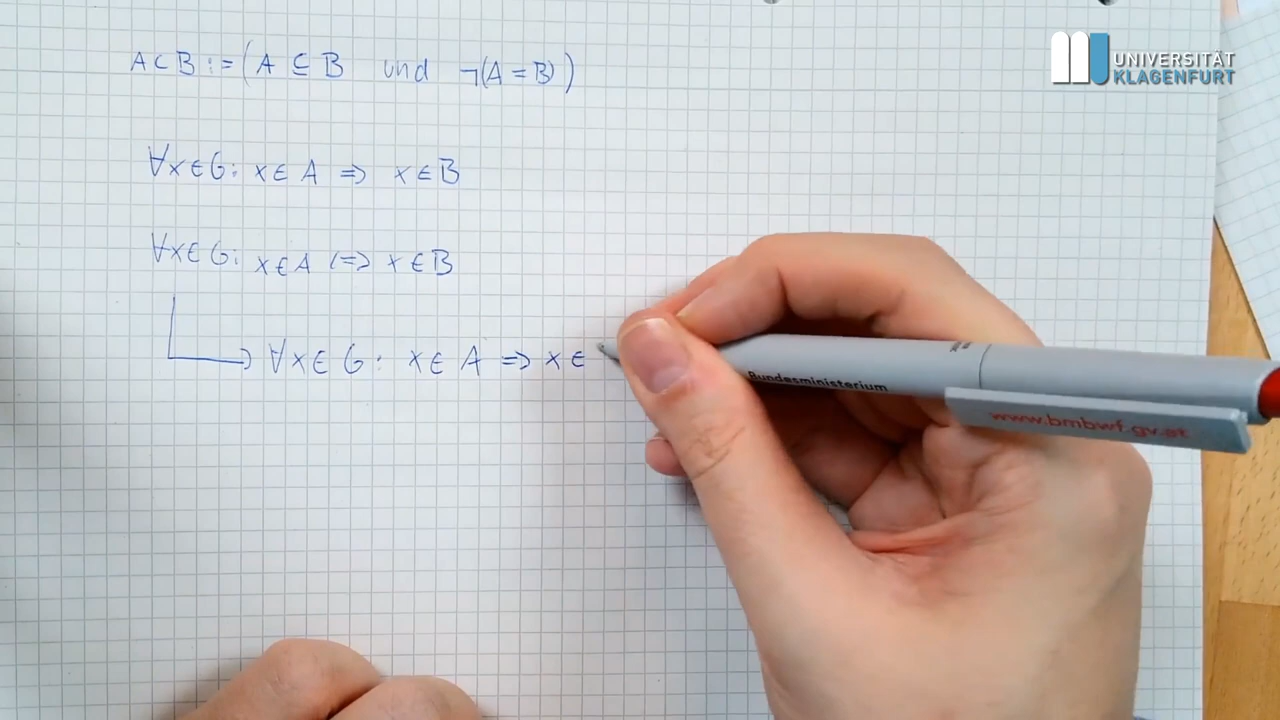 A⊂B := (A ⊆ B und ¬(A = B))
UNIVERSITÄT
KLAGENFURT
∀x∈G: x∈A ⇒ x∈B
∀x∈G: x∈A ⇔ x∈B
∀x∈G: x∈A ⇒ x∈
Bundesministerium
www.bmbwf.gv.at